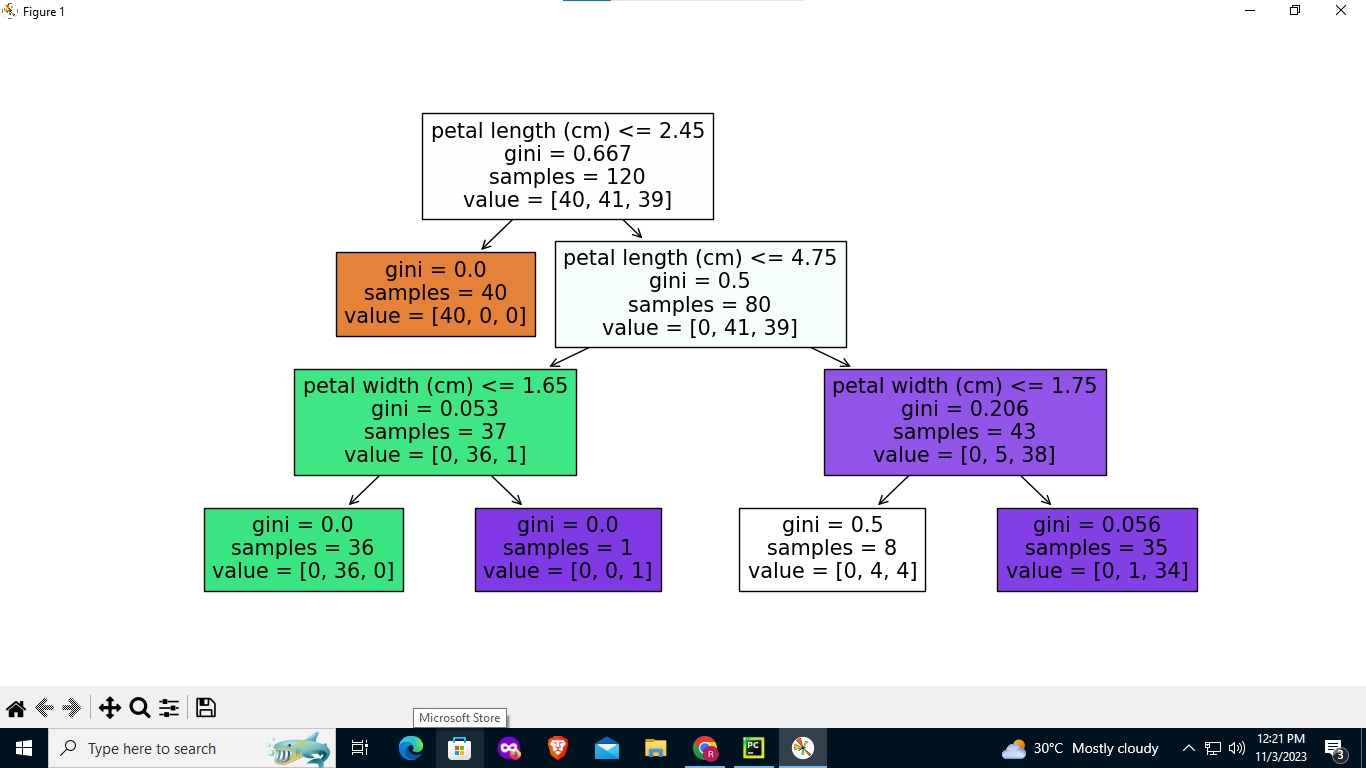 Figure 1
petal length (cm) <= 2.45
gini = 0.667
samples = 120
value = [40, 41, 39]
gini = 0.0
samples = 40
value = [40, 0, 0]
petal length (cm) <= 4.75
gini = 0.5
samples = 80
value = [0, 41, 39]
petal width (cm) <= 1.65
gini = 0.053
samples = 37
value = [0, 36, 1]
petal width (cm) <= 1.75
gini = 0.206
samples = 43
value = [0, 5, 38]
gini = 0.0
samples = 36
value = [0, 36, 0]
gini = 0.0
samples = 1
value = [0, 0, 1]
gini = 0.5
samples = 8
value = [0, 4, 4]
gini = 0.056
samples = 35
value = [0, 1, 34]
Microsoft Store
Type here to search
R
PC
30°C Mostly cloudy
12:21 PM
11/3/2023
3